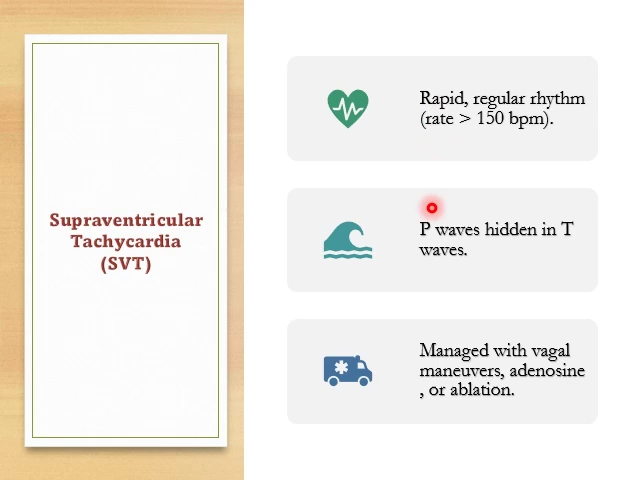 Supraventricular
Tachycardia
(SVT)
Rapid, regular rhythm
(rate > 150 bpm).
P waves hidden in T
waves.
Managed with vagal
maneuvers, adenosine
, or ablation.